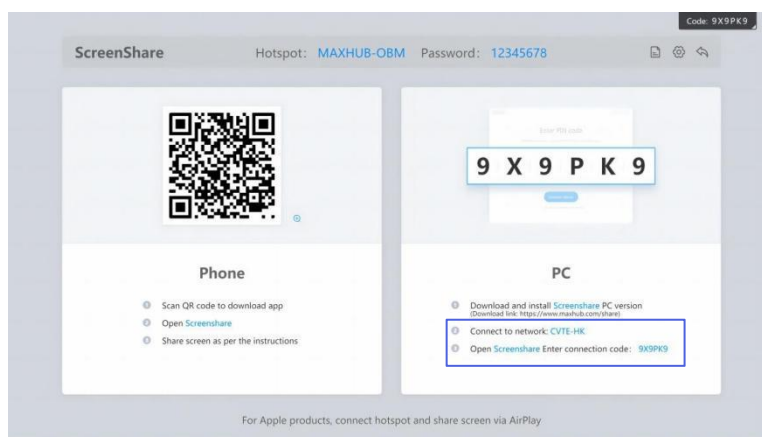 Code: 9X9PK9
ScreenShare Hotspot: MAXHUB-OBM Password: 12345678
Enter PIN code
9 X 9 P K 9
Phone
Scan QR code to download app
Open Screenshare
Share screen as per the instructions
PC
Download and install Screenshare PC version
(Download link: https://www.maxhub.com/share)
Connect to network: CVTE-HK
Open Screenshare Enter connection code: 9X9PK9
For Apple products, connect hotspot and share screen via AirPlay